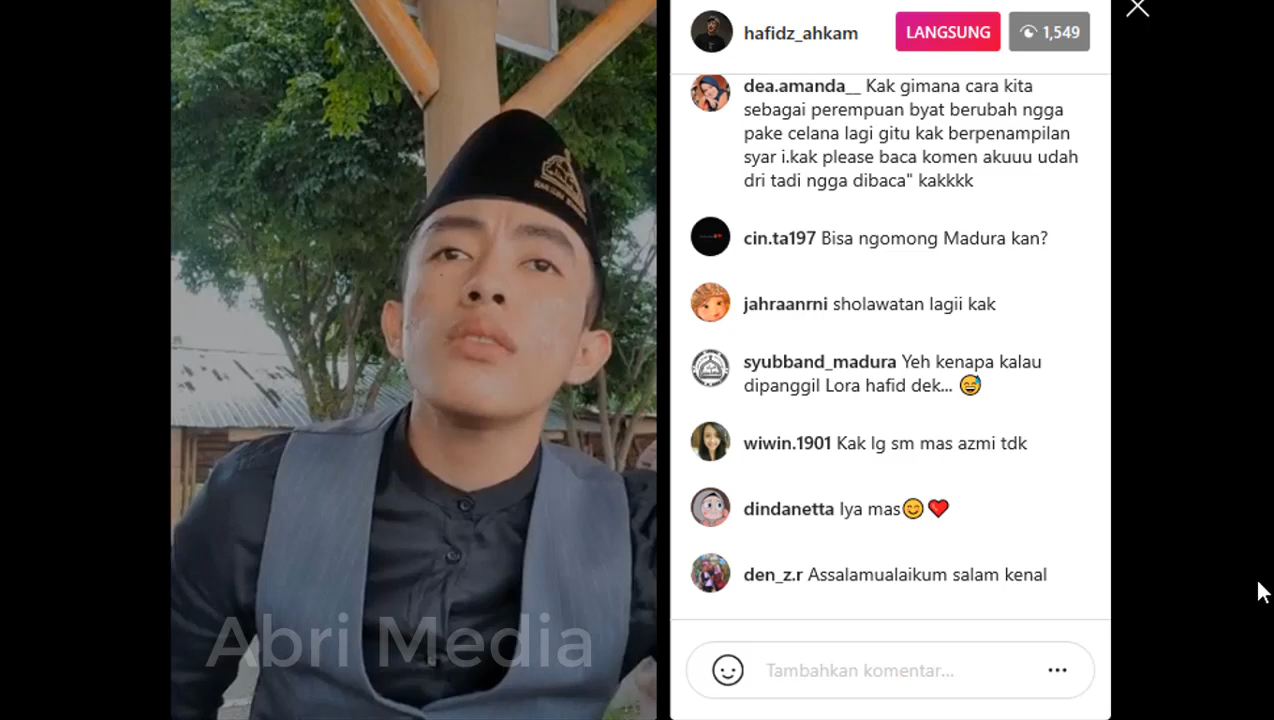 hafidz_ahkam LANGSUNG 1,549
dea.amanda__ Kak gimana cara kita
sebagai perempuan byat berubah ngga
pake celana lagi gitu kak berpenampilan
syar i.kak please baca komen akuuu udah
dri tadi ngga dibaca" kakkkk
cin.ta197 Bisa ngomong Madura kan?
jahraanrni sholawatan lagii kak
syubband_madura Yeh kenapa kalau
dipanggil Lora hafid dek... 😅
wiwin.1901 Kak lg sm mas azmi tdk
dindanetta Iya mas😊❤️
den_z.r Assalamualaikum salam kenal
Tambahkan komentar...
Abri Media